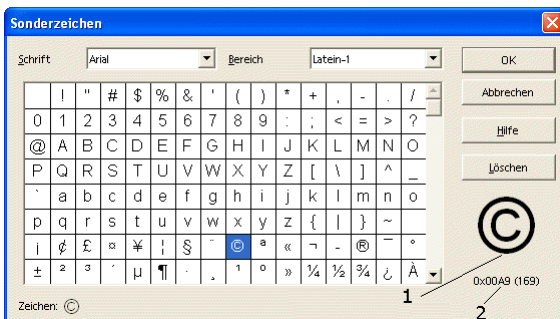 Sonderzeichen
Schrift Arial Bereich Latein-1 OK
! " # $ % & ' ( ) * + , - . / Abbrechen
0 1 2 3 4 5 6 7 8 9 : ; < = > ?
@ A B C D E F G H I J K L M N O Hilfe
P Q R S T U V W X Y Z [ \ ] ^ _ Löschen
` a b c d e f g h i j k l m n o
p q r s t u v w x y z { | } ~
¡ ¢ £ ¤ ¥ ¦ § ¨ © ª « ¬ - ® ¯ ° ©
± ² ³ ´ µ ¶ · ¸ ¹ º » ¼ ½ ¾ ¿ À 0x00A9 (169)
1
Zeichen: © 2